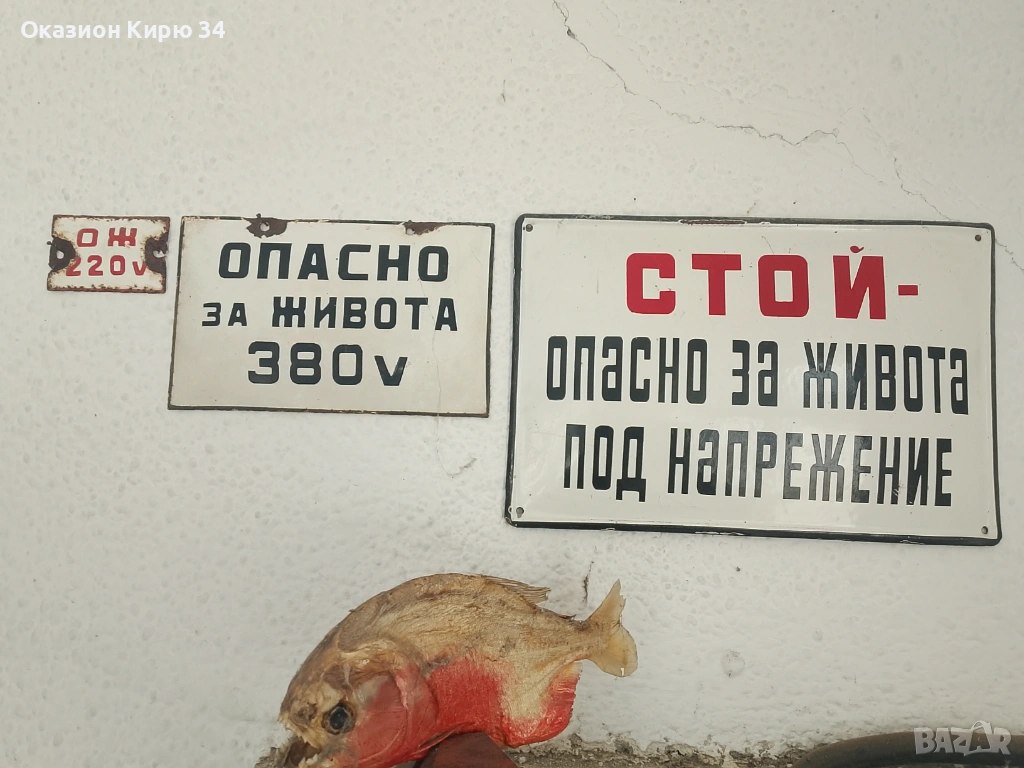 Оказион Кирю 34
ОЖ
220v
ОПАСНО
ЗА ЖИВОТА
380v
СТОЙ-
ОПАСНО ЗА ЖИВОТА
ПОД НАПРЕЖЕНИЕ
BAZAR